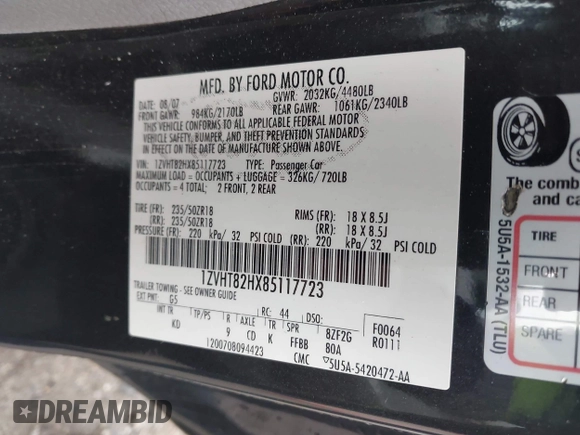 MFD. BY FORD MOTOR CO.
DATE: 08/07 GVWR: 2032KG/4480LB
FRONT GAWR: 984KG/2170LB REAR GAWR: 1061KG/2340LB
THIS VEHICLE CONFORMS TO ALL APPLICABLE FEDERAL MOTOR
VEHICLE SAFETY, BUMPER, AND THEFT PREVENTION STANDARDS
IN EFFECT ON THE DATE OF MANUFACTURE SHOWN ABOVE.
VIN: 1ZVHT82HX85117723 TYPE: Passenger Car
MAXIMUM LOAD = OCCUPANTS + LUGGAGE = 326KG/720LB
OCCUPANTS = 4 TOTAL: 2 FRONT, 2 REAR
TIRE (FR): 235/50ZR18 RIMS (FR): 18 X 8.5J
(RR): 235/50ZR18 (RR): 18 X 8.5J
PRESSURE (FR) 220 kPa/ 32 PSI COLD (RR) 220 kPa/ 32 PSI COLD
1ZVHT82HX85117723
TRAILER TOWING - SEE OWNER GUIDE
EXT PNT: G5 RC: 44 DSO: F0064
INT TR TP/PS R AXLE TR SPR 8ZF2G R0111
KD 9 CD K FFBB 80A
1200708094423 CMC 5U5A-5420472-AA
The comb
and ca
5U5A-1532-AA (TLU)
TIRE
FRONT
REAR
SPARE
DREAMBID